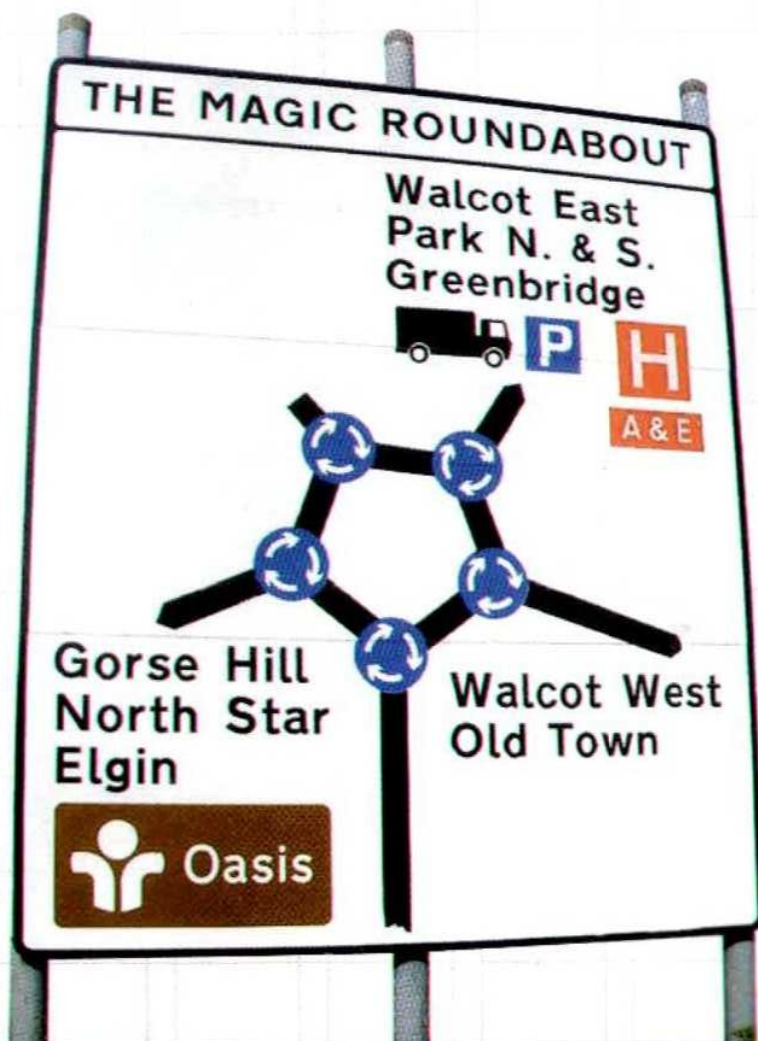 THE MAGIC ROUNDABOUT
Walcot East
Park N. & S.
Greenbridge
P
H
A & E
Gorse Hill
North Star
Elgin
Walcot West
Old Town
Oasis